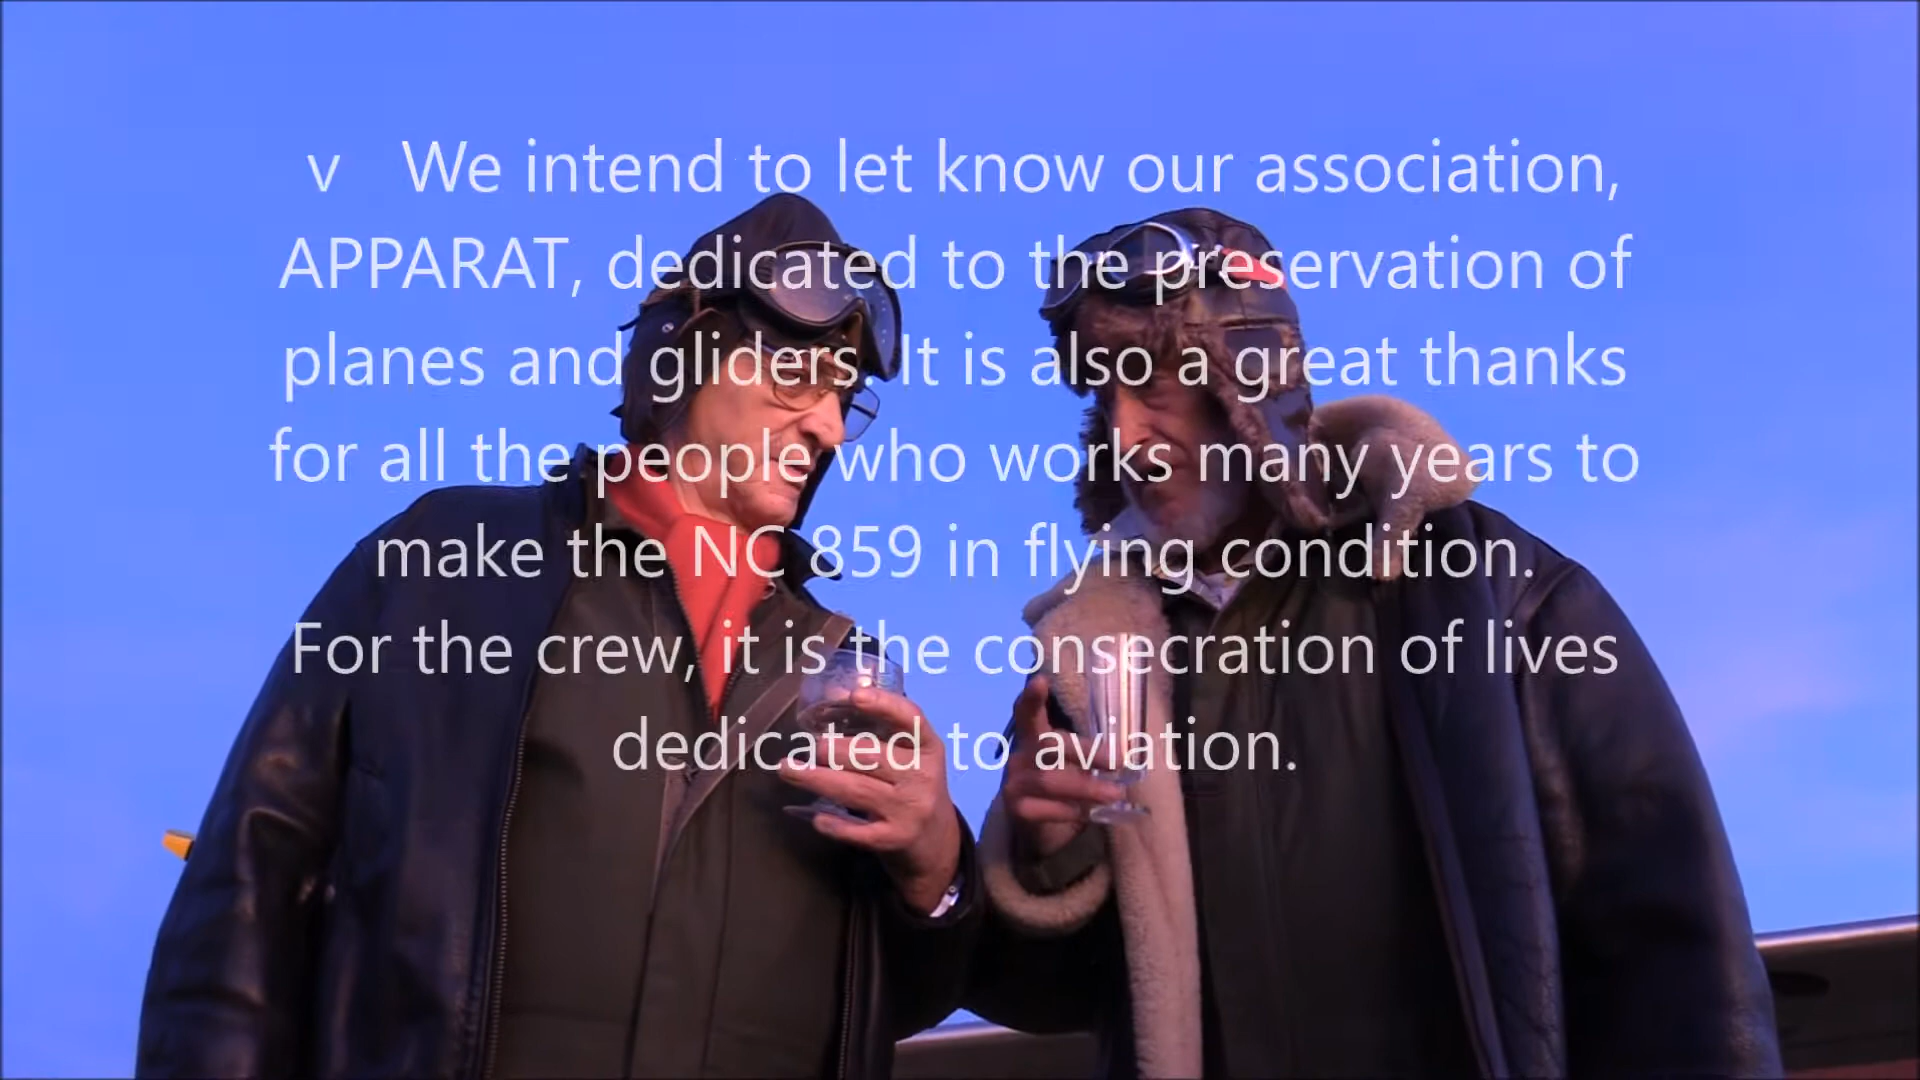 v We intend to let know our association,
APPARAT, dedicated to the preservation of
planes and gliders. It is also a great thanks
for all the people who works many years to
make the NC 859 in flying condition.
For the crew, it is the consecration of lives
dedicated to aviation.